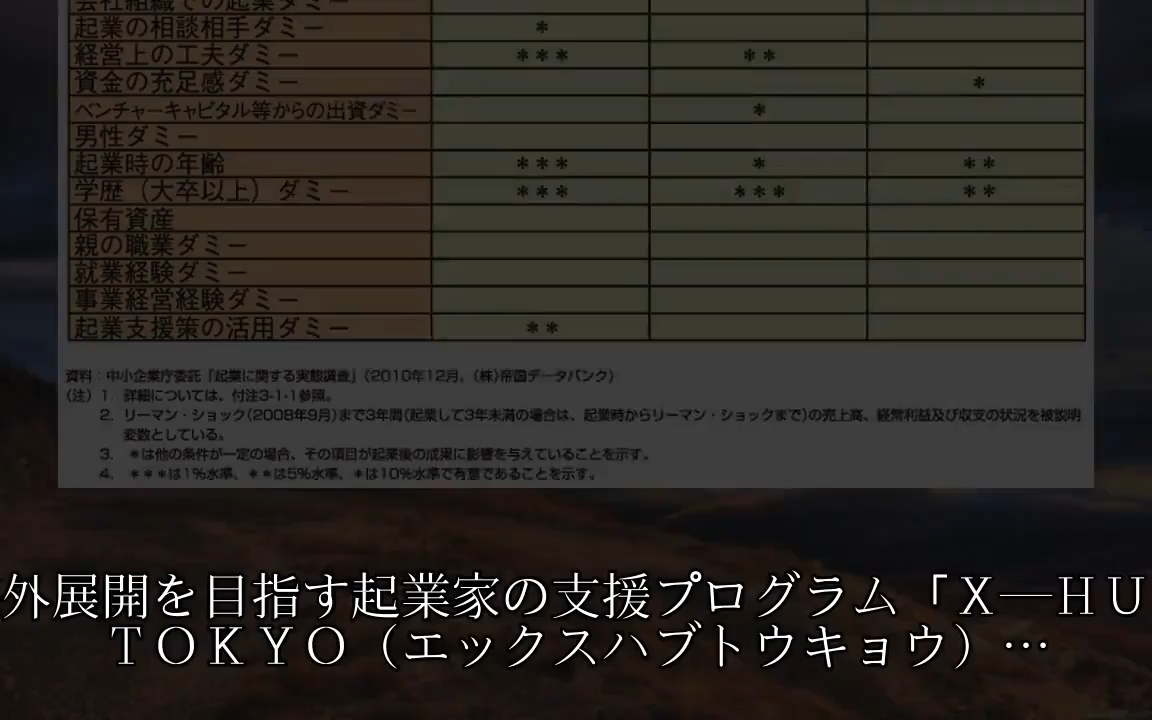 会社組織での起業ダミー
起業の相談相手ダミー ＊
経営上の工夫ダミー ＊＊＊ ＊＊
資金の充足感ダミー ＊
ベンチャーキャピタル等からの出資ダミー ＊
男性ダミー
起業時の年齢 ＊＊＊ ＊ ＊＊
学歴（大卒以上）ダミー ＊＊＊ ＊＊＊ ＊＊
保有資産
親の職業ダミー
就業経験ダミー
事業経営経験ダミー
起業支援策の活用ダミー ＊＊
資料：中小企業庁委託「起業に関する実態調査」（2010年12月、（株）帝国データバンク）
（注）1. 詳細については、付注3-1-1参照。
2. リーマン・ショック（2008年9月）まで3年間（起業して3年未満の場合は、起業時からリーマン・ショックまで）の売上高、経常利益及び収支の状況を被説明
変数としている。
3. ＊は他の条件が一定の場合、その項目が起業後の成果に影響を与えていることを示す。
4. ＊＊＊は1%水準、＊＊は5%水準、＊は10%水準で有意であることを示す。
外展開を目指す起業家の支援プログラム「Ｘ―ＨＵ
ＴＯＫＹＯ（エックスハブトウキョウ）…